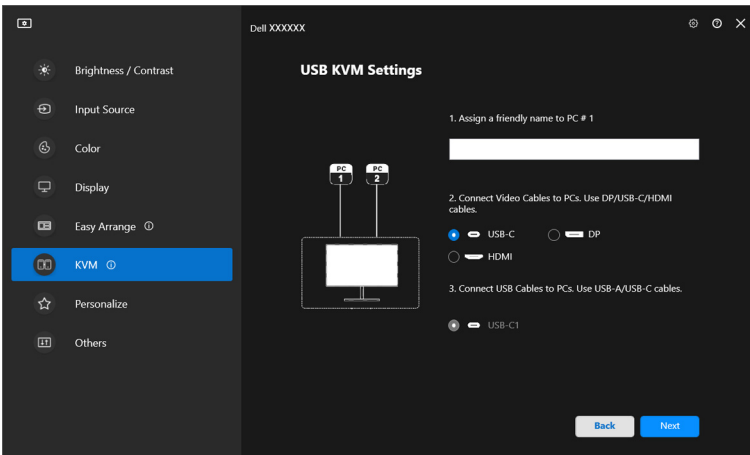 Dell XXXXXX
Brightness / Contrast
Input Source
Color
Display
Easy Arrange
KVM
Personalize
Others
USB KVM Settings
PC
1
PC
2
1. Assign a friendly name to PC # 1
2. Connect Video Cables to PCs. Use DP/USB-C/HDMI
cables.
USB-C
DP
HDMI
3. Connect USB Cables to PCs. Use USB-A/USB-C cables.
USB-C1
Back
Next